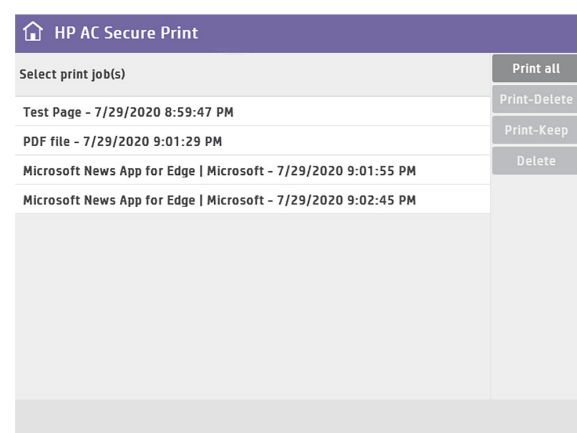 HP AC Secure Print
Select print job(s)
Print all
Test Page - 7/29/2020 8:59:47 PM
Print-Delete
PDF file - 7/29/2020 9:01:29 PM
Print-Keep
Microsoft News App for Edge | Microsoft - 7/29/2020 9:01:55 PM
Delete
Microsoft News App for Edge | Microsoft - 7/29/2020 9:02:45 PM